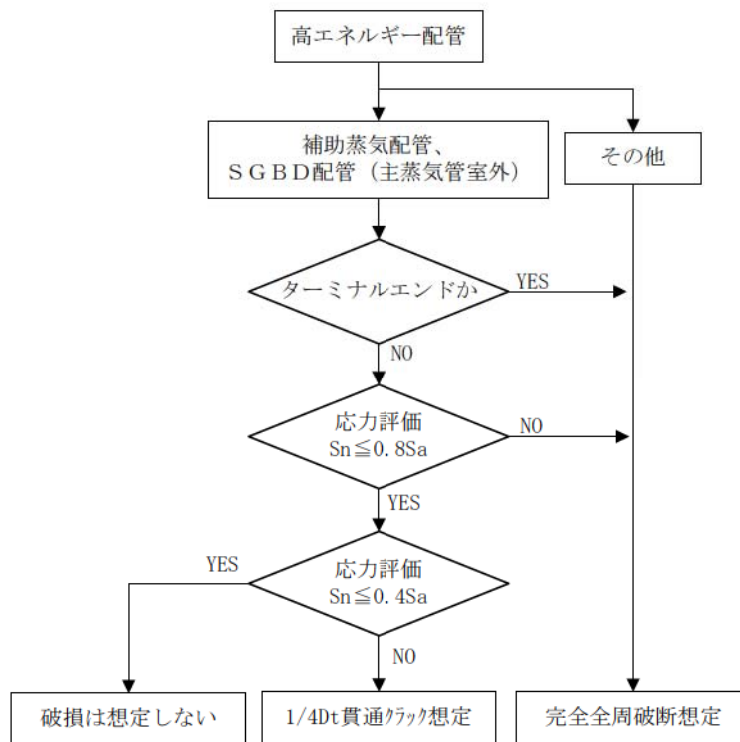 高エネルギー配管
補助蒸気配管、
ＳＧＢＤ配管（主蒸気管室外）
その他
ターミナルエンドか
YES
NO
応力評価
Sn≦0.8Sa
NO
YES
YES
応力評価
Sn≦0.4Sa
NO
破損は想定しない
1/4Dt貫通ｸﾗｯｸ想定
完全全周破断想定